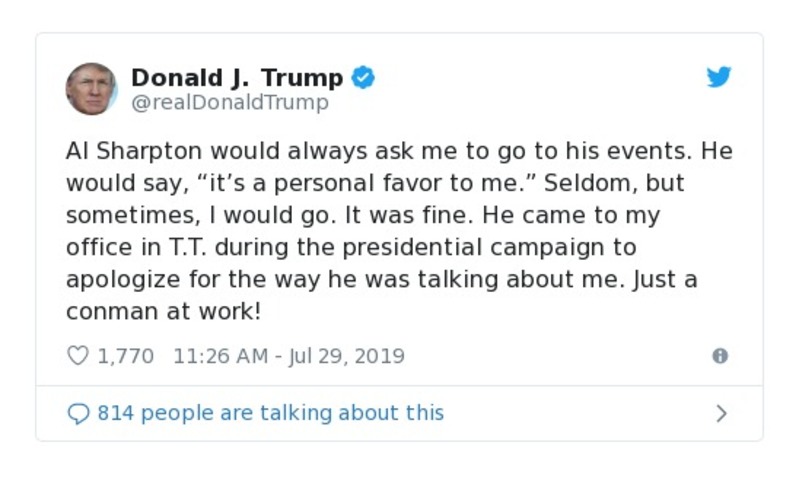 Donald J. Trump
@realDonaldTrump
Al Sharpton would always ask me to go to his events. He
would say, “it’s a personal favor to me.” Seldom, but
sometimes, I would go. It was fine. He came to my
office in T.T. during the presidential campaign to
apologize for the way he was talking about me. Just a
conman at work!
1,770 11:26 AM - Jul 29, 2019
814 people are talking about this